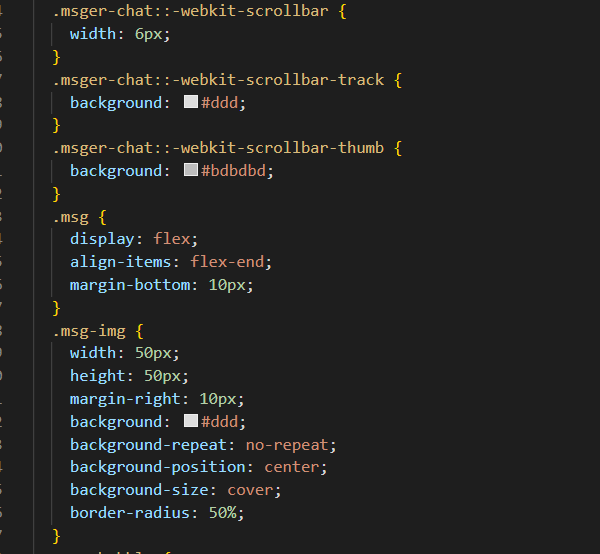 .msger-chat::-webkit-scrollbar {
width: 6px;
}
.msger-chat::-webkit-scrollbar-track {
background: #ddd;
}
.msger-chat::-webkit-scrollbar-thumb {
background: #bdbdbd;
}
.msg {
display: flex;
align-items: flex-end;
margin-bottom: 10px;
}
.msg-img {
width: 50px;
height: 50px;
margin-right: 10px;
background: #ddd;
background-repeat: no-repeat;
background-position: center;
background-size: cover;
border-radius: 50%;
}